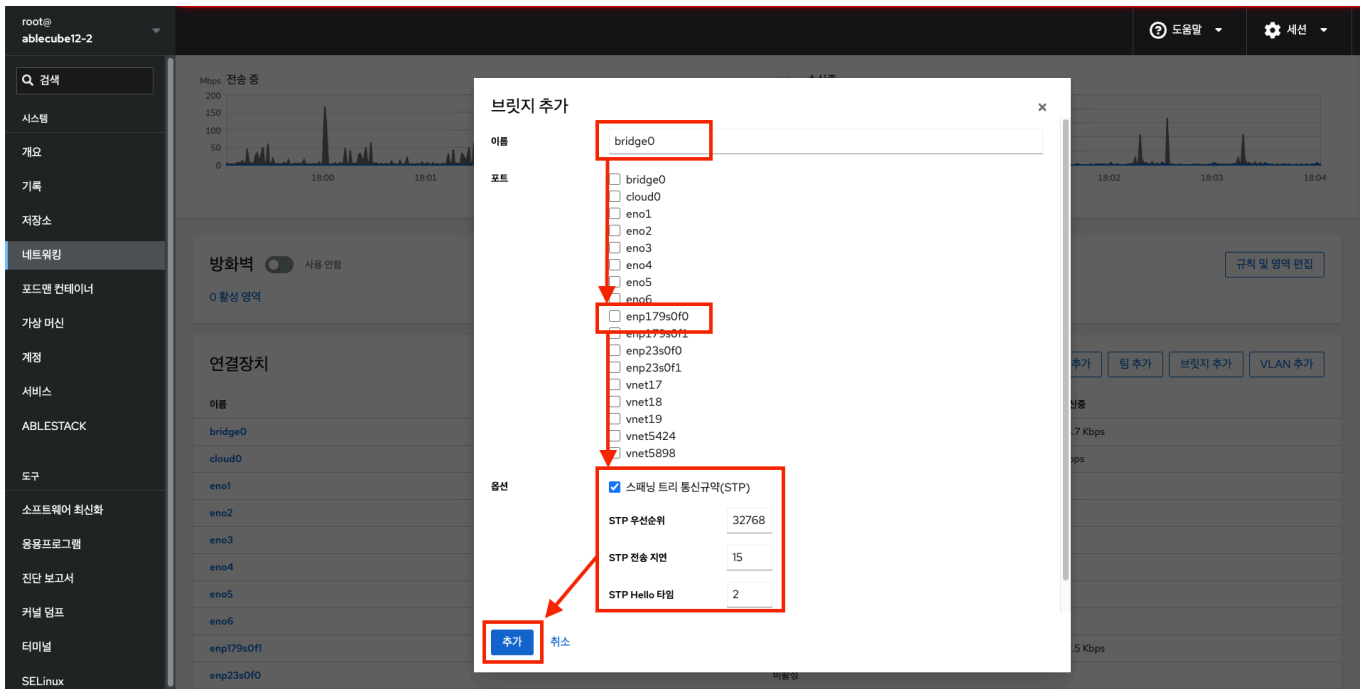 root@
ablecube12-2
도움말
세션
검색
시스템
개요
기록
저장소
네트워킹
포드맨 컨테이너
가상 머신
계정
서비스
ABLESTACK
도구
소프트웨어 최신화
응용프로그램
진단 보고서
커널 덤프
터미널
SELinux
Mbps 전송 중
200
150
100
50
0
18:00
18:01
18:02
18:03
18:04
방화벽 사용 안함
규칙 및 영역 편집
0 활성 영역
연결장치
추가
팀 추가
브릿지 추가
VLAN 추가
이름
bridge0
.7 Kbps
cloud0
eno1
eno2
eno3
eno4
eno5
eno6
enp179s0f1
.5 Kbps
enp23s0f0
비활성
브릿지 추가
이름
bridge0
포트
bridge0
cloud0
eno1
eno2
eno3
eno4
eno5
eno6
enp179s0f0
enp179s0f1
enp23s0f0
enp23s0f1
vnet17
vnet18
vnet19
vnet5424
vnet5898
옵션
스패닝 트리 통신규약(STP)
STP 우선순위 32768
STP 전송 지연 15
STP Hello 타임 2
추가
취소